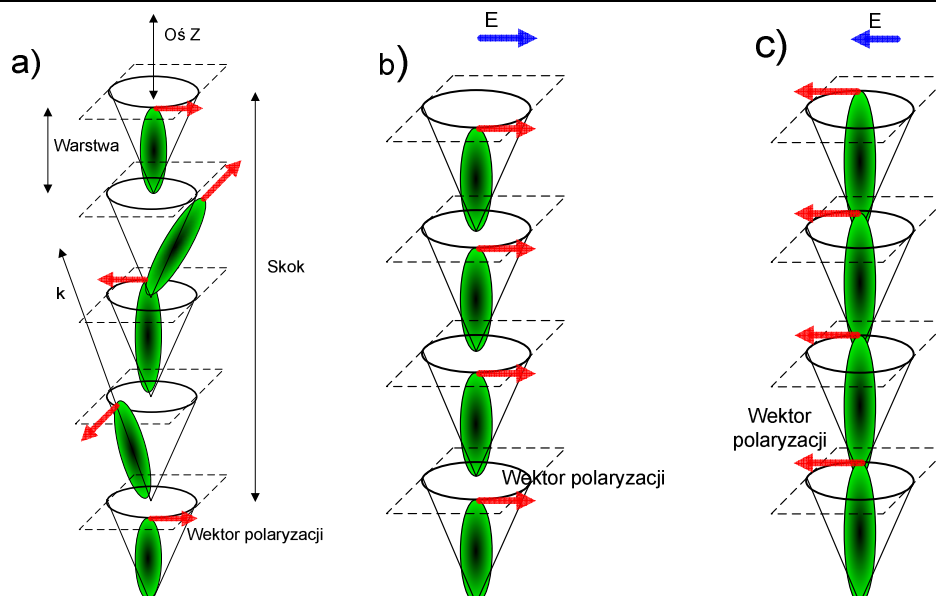 a)
Oś Z
Warstwa
k
Skok
Wektor polaryzacji
b)
E
Wektor polaryzacji
c)
E
Wektor
polaryzacji